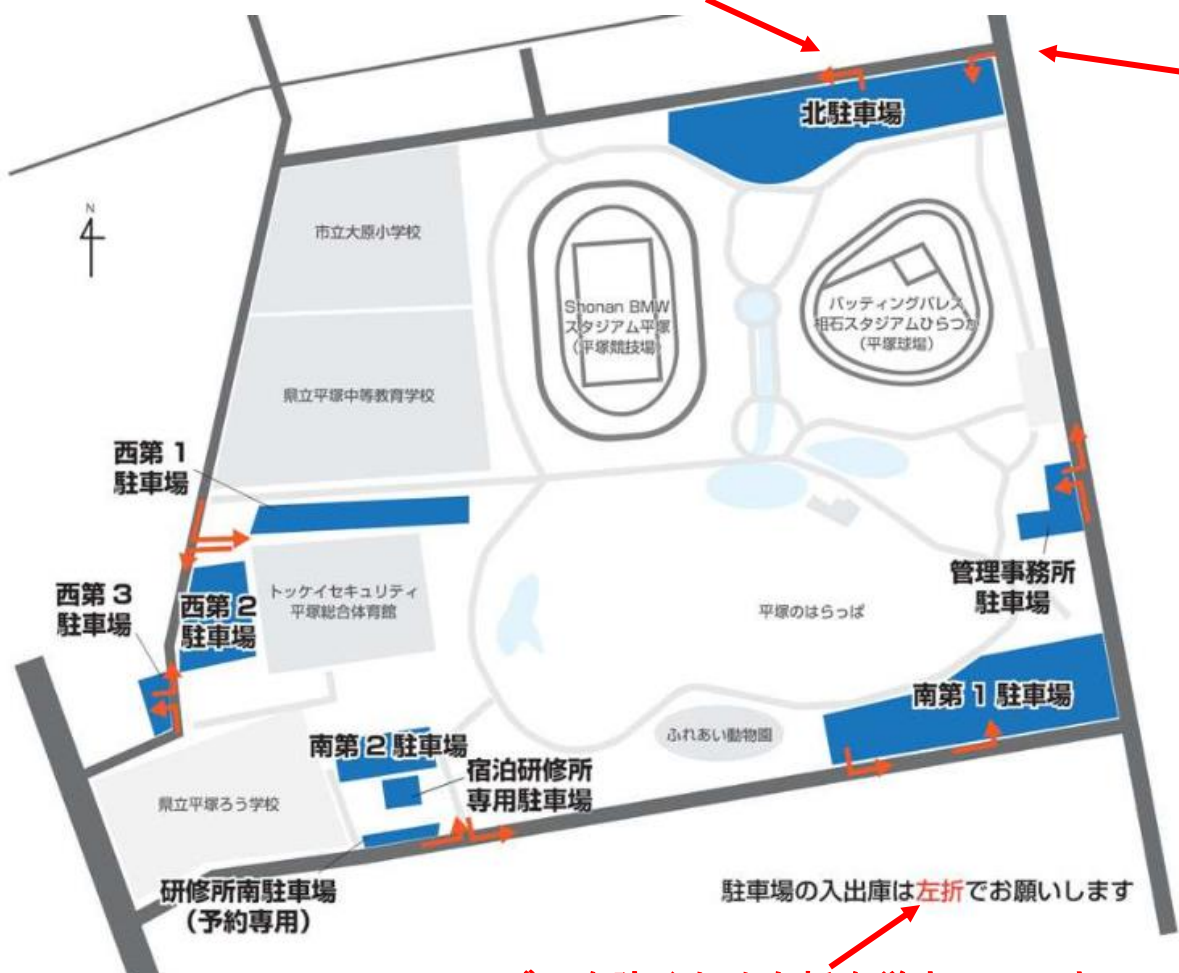 北駐車場
N
市立大原小学校
Shonan BMW
スタジアム平塚
(平塚競技場)
バッティングパレス
相石スタジアムひらつか
(平塚球場)
県立平塚中等教育学校
西第 1
駐車場
管理事務所
駐車場
西第 3
駐車場
西第 2
駐車場
トッケイセキュリティ
平塚総合体育館
平塚のはらっぱ
南第 1 駐車場
ふれあい動物園
南第 2 駐車場
宿泊研修所
専用駐車場
県立平塚ろう学校
研修所南駐車場
(予約専用)
駐車場の入出庫は左折でお願いします